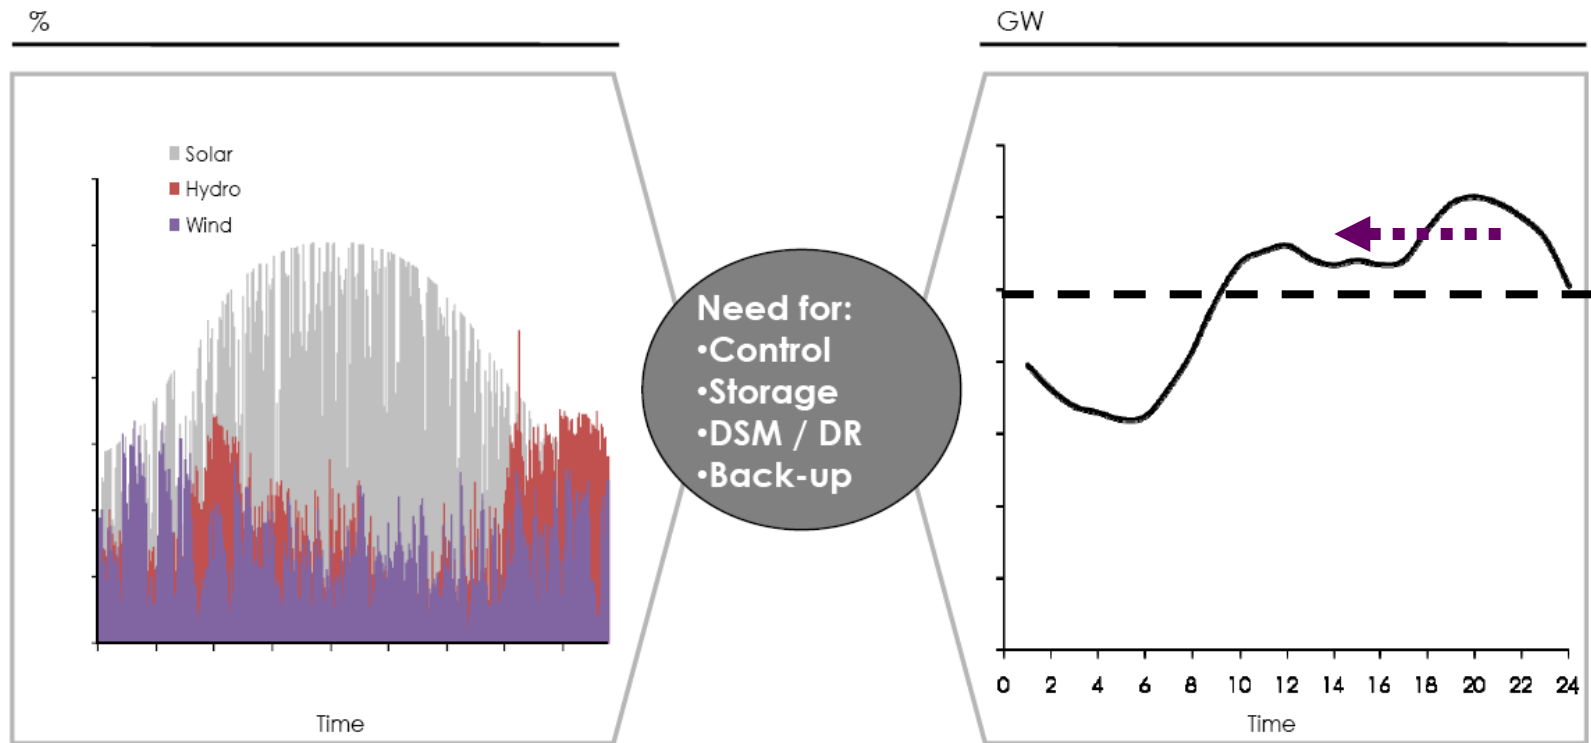 %
GW
Solar
Hydro
Wind
Need for:
•Control
•Storage
•DSM / DR
•Back-up
0 2 4 6 8 10 12 14 16 18 20 22 24
Time
Time